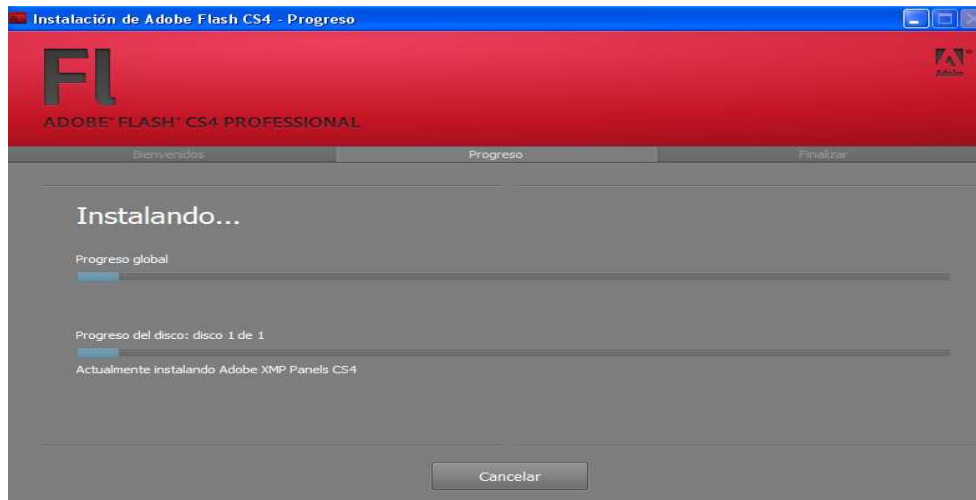 Instalación de Adobe Flash CS4 - Progreso
Fl
Adobe
ADOBE® FLASH® CS4 PROFESSIONAL
Bienvenidos Progreso Finalizar
Instalando...
Progreso global
Progreso del disco: disco 1 de 1
Actualmente instalando Adobe XMP Panels CS4
Cancelar